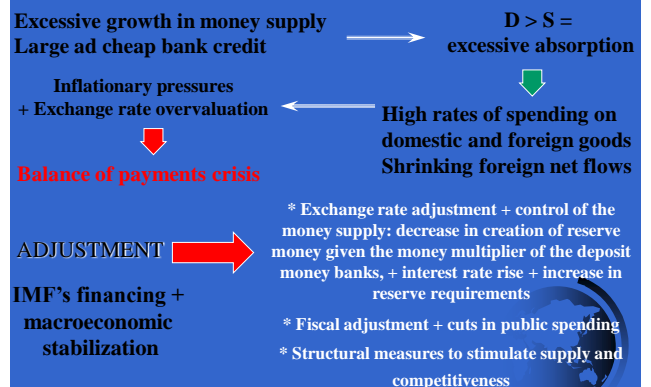 Excessive growth in money supply
Large ad cheap bank credit
D > S =
excessive absorption
Inflationary pressures
+ Exchange rate overvaluation
High rates of spending on
domestic and foreign goods
Shrinking foreign net flows
Balance of payments crisis
ADJUSTMENT
IMF's financing +
macroeconomic
stabilization
* Exchange rate adjustment + control of the
money supply: decrease in creation of reserve
money given the money multiplier of the deposit
money banks, + interest rate rise + increase in
reserve requirements
* Fiscal adjustment + cuts in public spending
* Structural measures to stimulate supply and
competitiveness